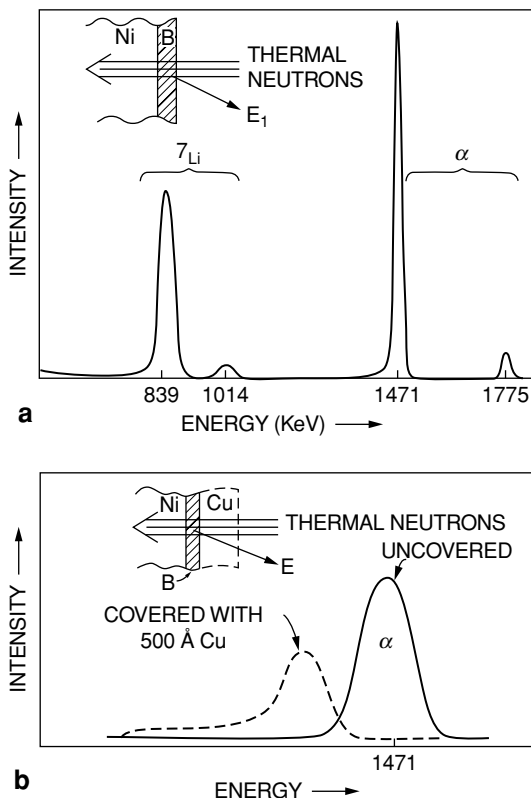 Ni B
THERMAL
NEUTRONS
E₁
7Li
α
INTENSITY
839 1014 1471 1775
a
ENERGY (KeV)
Ni Cu
THERMAL NEUTRONS
UNCOVERED
E
B
COVERED WITH
500 Å Cu
α
INTENSITY
1471
b
ENERGY